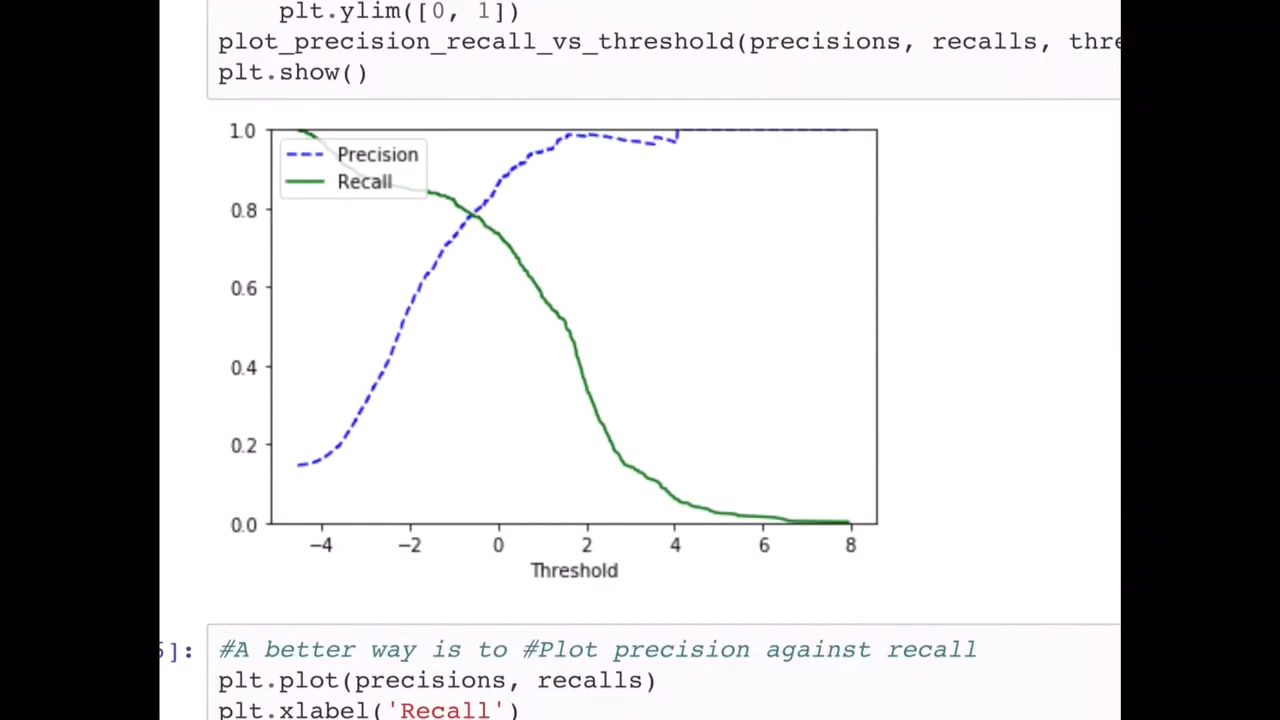 plt.ylim([0, 1])
plot_precision_recall_vs_threshold(precisions, recalls, thre
plt.show()
1.0
Precision
Recall
0.8
0.6
0.4
0.2
0.0
−4 −2 0 2 4 6 8
Threshold
]: #A better way is to #Plot precision against recall
plt.plot(precisions, recalls)
plt.xlabel('Recall')